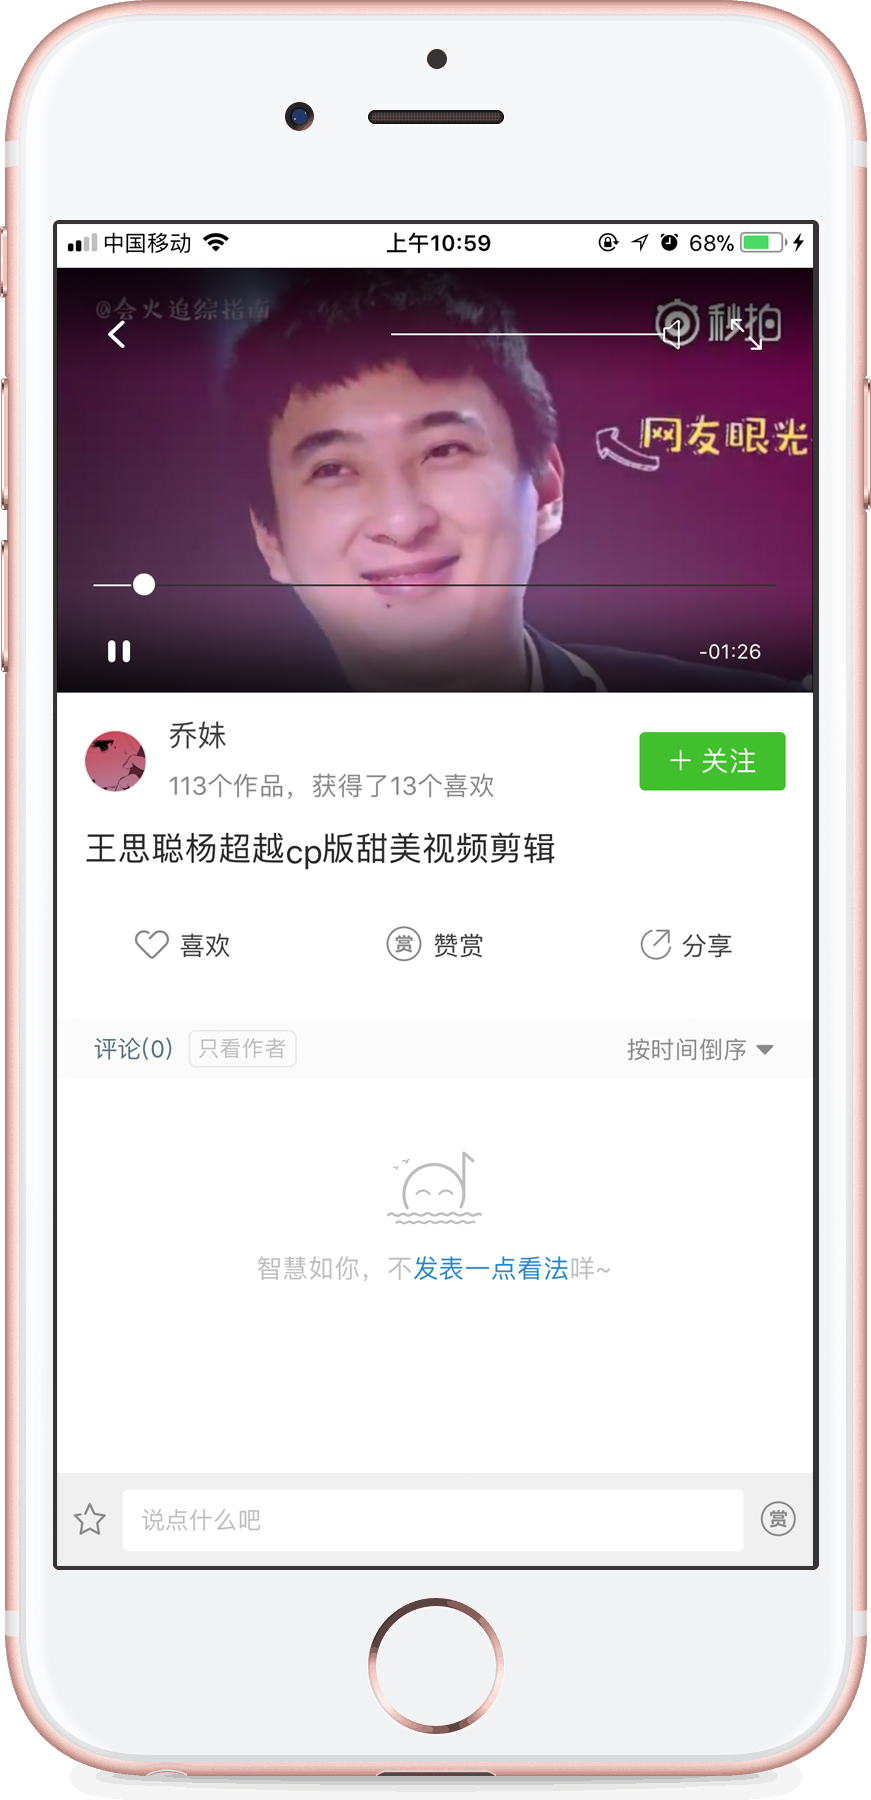 中国移动
上午10:59
68%
@会火追综指南
秒拍
网友眼光
-01:26
乔妹
113个作品，获得了13个喜欢
+ 关注
王思聪杨超越cp版甜美视频剪辑
喜欢
赏 赞赏
分享
评论(0)
只看作者
按时间倒序
智慧如你，不发表一点看法咩~
说点什么吧
赏